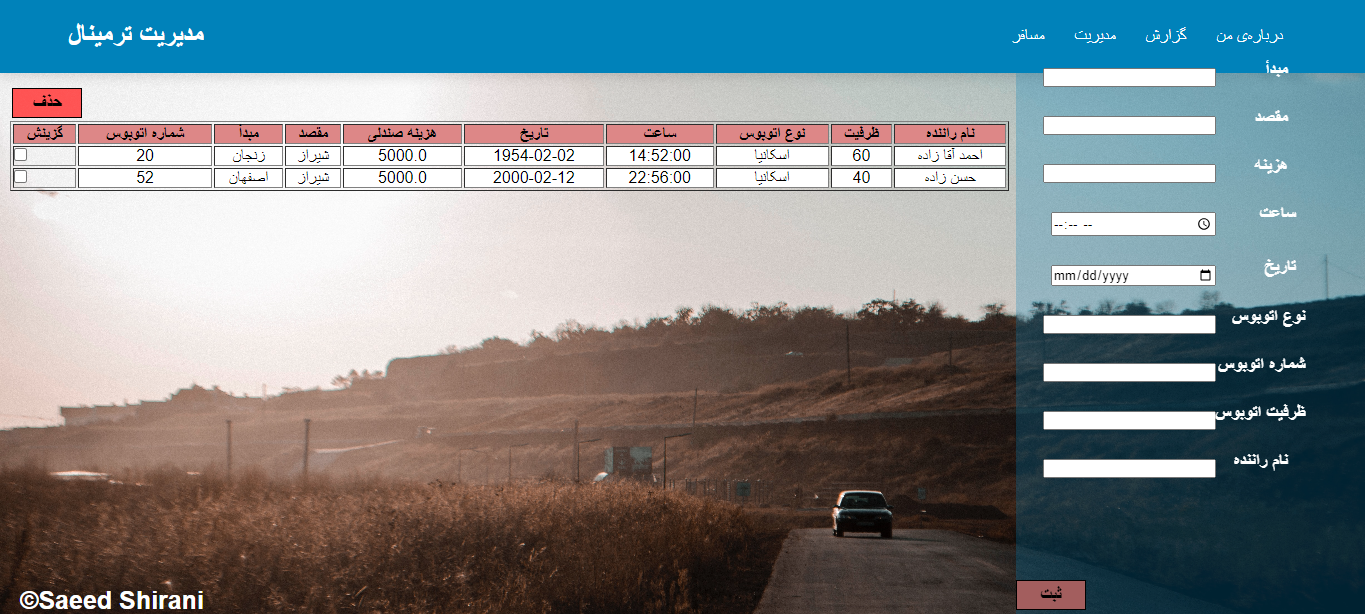 مدیریت ترمینال
درباره‌ی من گزارش مدیریت مسافر
حذف
نام راننده ظرفیت نوع اتوبوس ساعت تاریخ هزینه صندلی مقصد مبدأ شماره اتوبوس گزینش
احمد آقا زاده 60 اسکانیا 14:52:00 1954-02-02 5000.0 شیراز زنجان 20
حسن زاده 40 اسکانیا 22:56:00 2000-02-12 5000.0 شیراز اصفهان 52
مبدأ
مقصد
هزینه
ساعت --:-- --
تاریخ mm/dd/yyyy
نوع اتوبوس
شماره اتوبوس
ظرفیت اتوبوس
نام راننده
ثبت
©Saeed Shirani